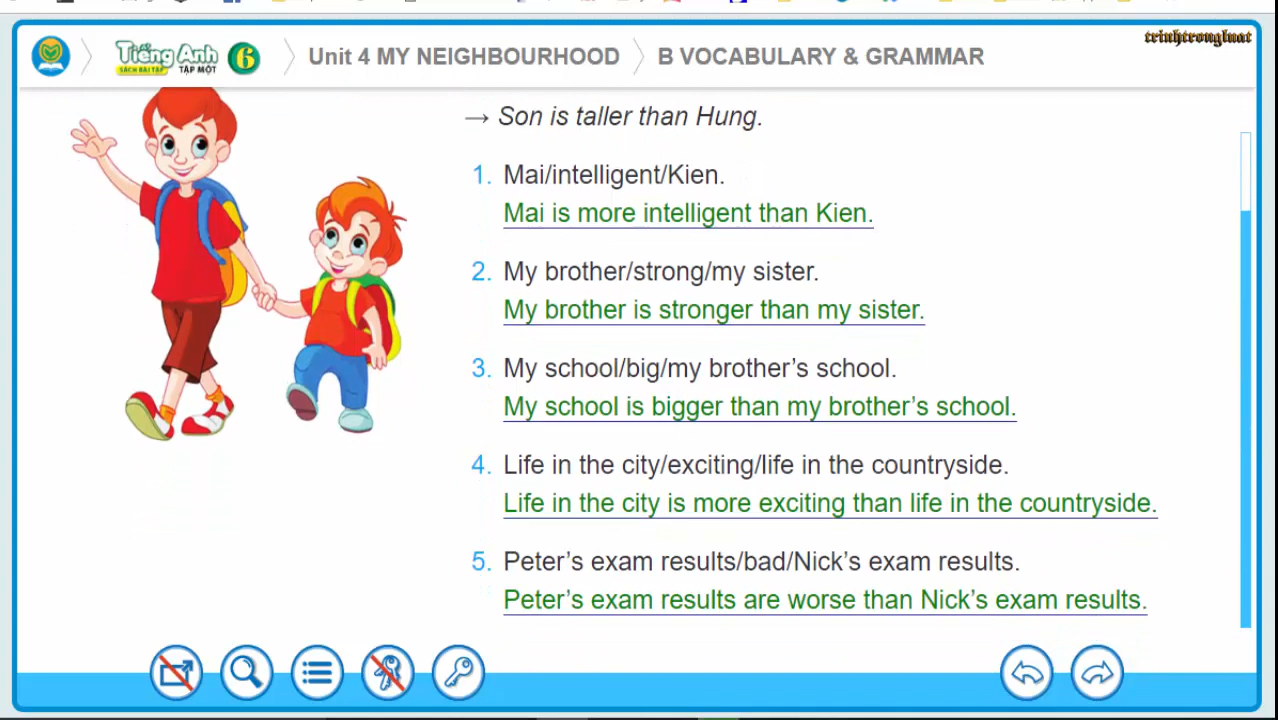 trinhtrongluat
Tiếng Anh 6
SÁCH BÀI TẬP TẬP MỘT
Unit 4 MY NEIGHBOURHOOD
B VOCABULARY & GRAMMAR
→ Son is taller than Hung.
1. Mai/intelligent/Kien.
Mai is more intelligent than Kien.
2. My brother/strong/my sister.
My brother is stronger than my sister.
3. My school/big/my brother’s school.
My school is bigger than my brother’s school.
4. Life in the city/exciting/life in the countryside.
Life in the city is more exciting than life in the countryside.
5. Peter’s exam results/bad/Nick’s exam results.
Peter’s exam results are worse than Nick’s exam results.